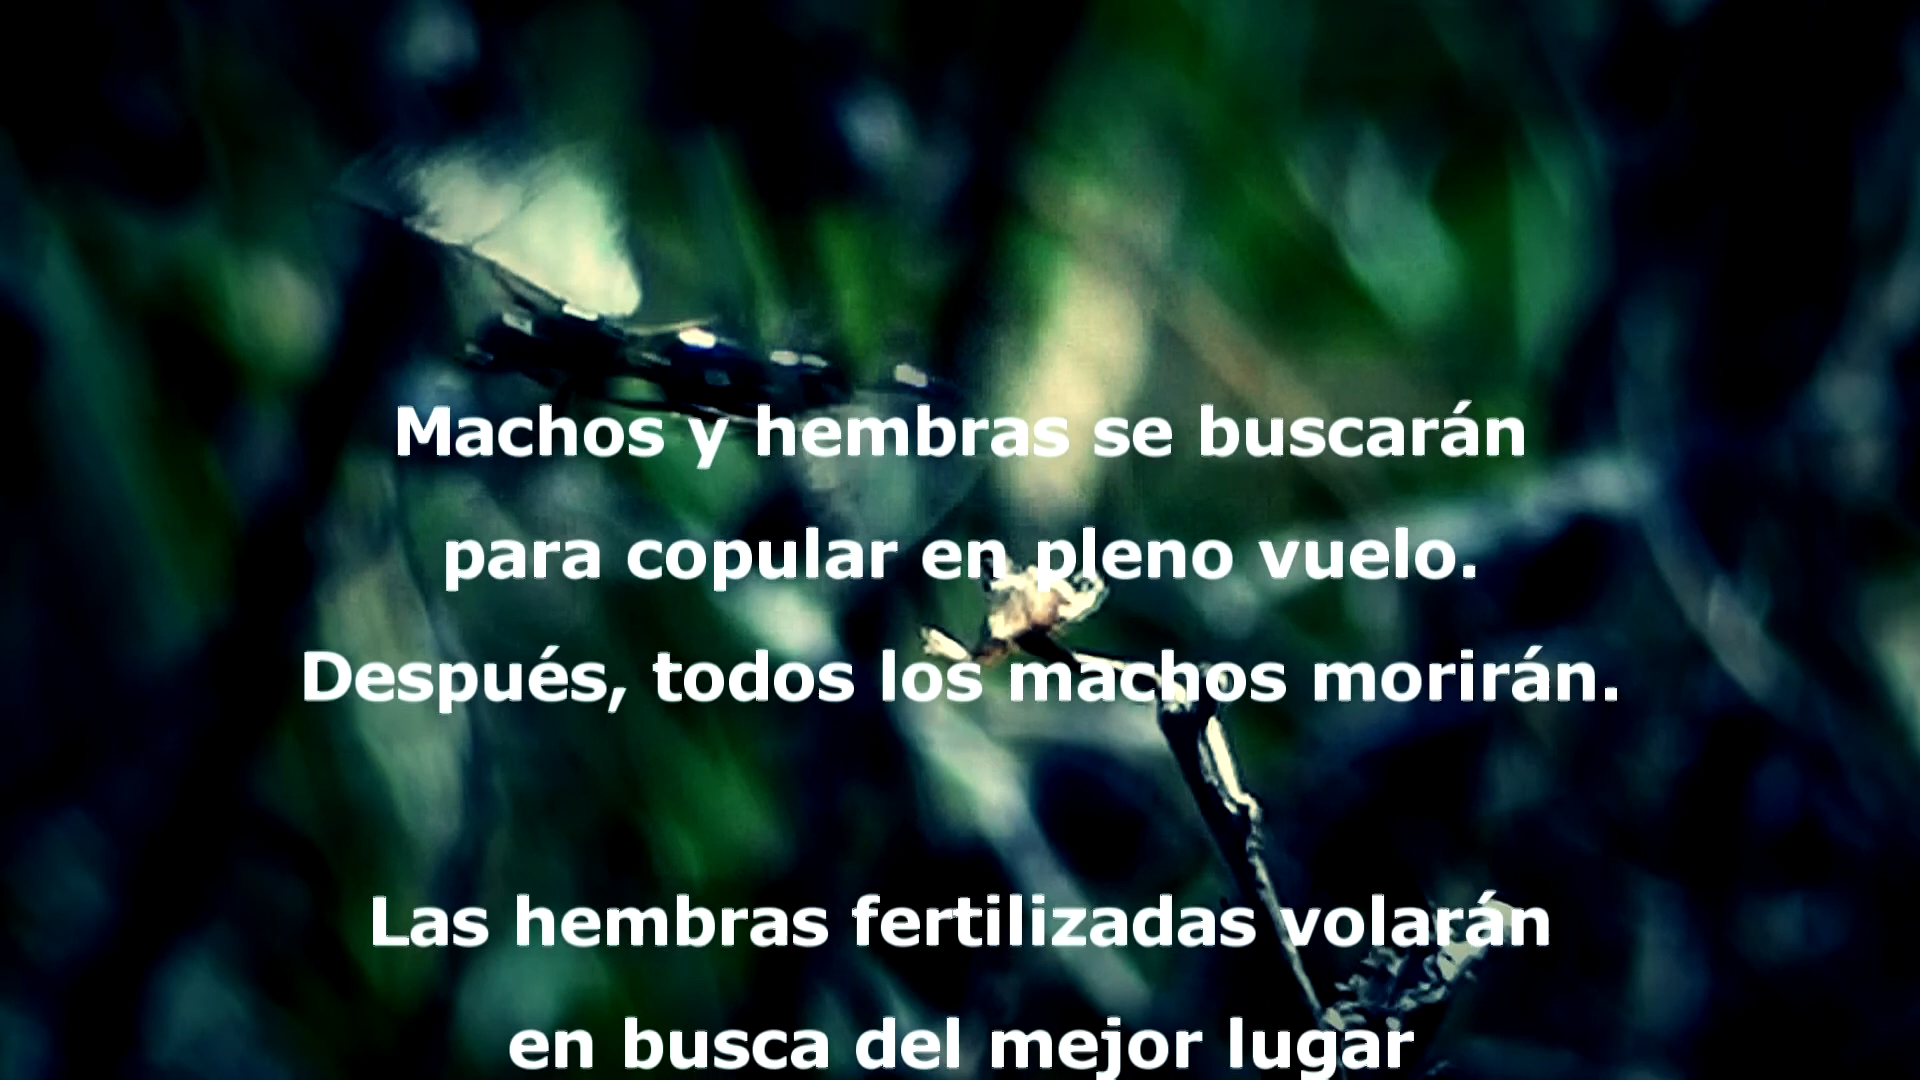 Machos y hembras se buscarán
para copular en pleno vuelo.
Después, todos los machos morirán.
Las hembras fertilizadas volarán
en busca del mejor lugar